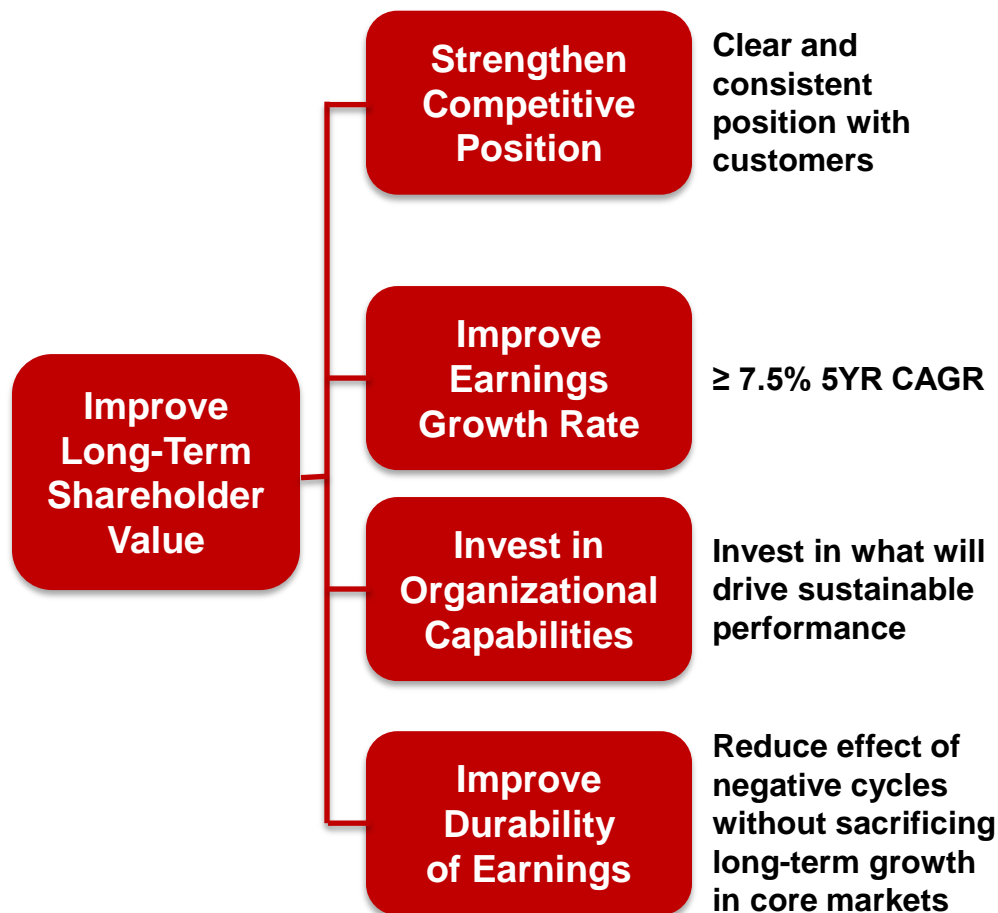 Strengthen
Competitive
Position
Clear and
consistent
position with
customers
Improve
Earnings
Growth Rate
≥ 7.5% 5YR CAGR
Improve
Long-Term
Shareholder
Value
Invest in
Organizational
Capabilities
Invest in what will
drive sustainable
performance
Improve
Durability
of Earnings
Reduce effect of
negative cycles
without sacrificing
long-term growth
in core markets